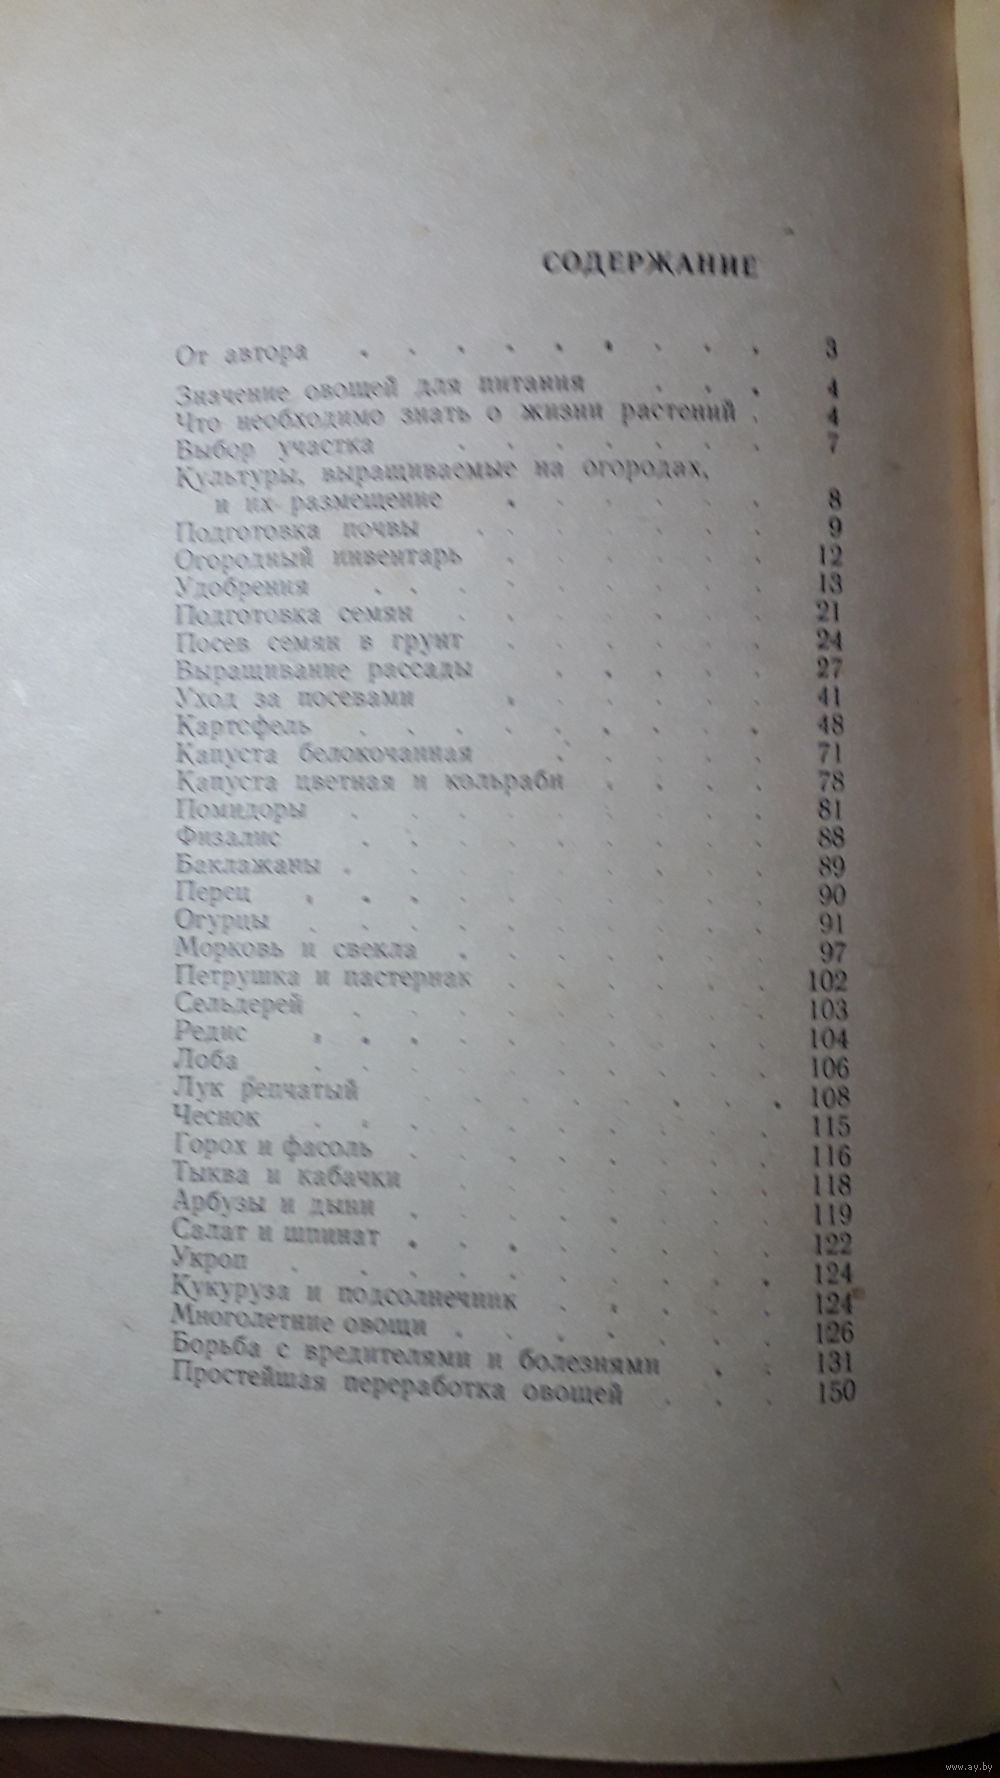 СОДЕРЖАНИЕ
От автора . . . . . . . . . 3
Значение овощей для питания . . . 4
Что необходимо знать о жизни растений . 4
Выбор участка . . . . . . . 7
Культуры, выращиваемые на огородах,
и их размещение . . . . . . 8
Подготовка почвы . . . . . . 9
Огородный инвентарь . . . . . . 12
Удобрения . . . . . . . . 13
Подготовка семян . . . . . . . 21
Посев семян в грунт . . . . . . 24
Выращивание рассады . . . . . 27
Уход за посевами . . . . . . 41
Картсфель . . . . . . . . . 48
Капуста белокочанная . . . . . 71
Капуста цветная и кольраби . . . . 78
Помидоры . . . . . . . . . 81
Физалис . . . . . . . . . 88
Баклажаны . . . . . . . . . 89
Перец . . . . . . . . . . 90
Огурцы . . . . . . . . . . 91
Морковь и свекла . . . . . . . 97
Петрушка и пастернак . . . . . . 102
Сельдерей . . . . . . . . . 103
Редис . . . . . . . . . . 104
Лоба . . . . . . . . . . 106
Лук репчатый . . . . . . . . 108
Чеснок . . . . . . . . . . 115
Горох и фасоль . . . . . . . . 116
Тыква и кабачки . . . . . . . 118
Арбузы и дыни . . . . . . . . 119
Салат и шпинат . . . . . . . . 122
Укроп . . . . . . . . . . 124
Кукуруза и подсолнечник . . . . . 124
Многолетние овощи . . . . . . . 126
Борьба с вредителями и болезнями . . 131
Простейшая переработка овощей . . . 150
www.ay.by